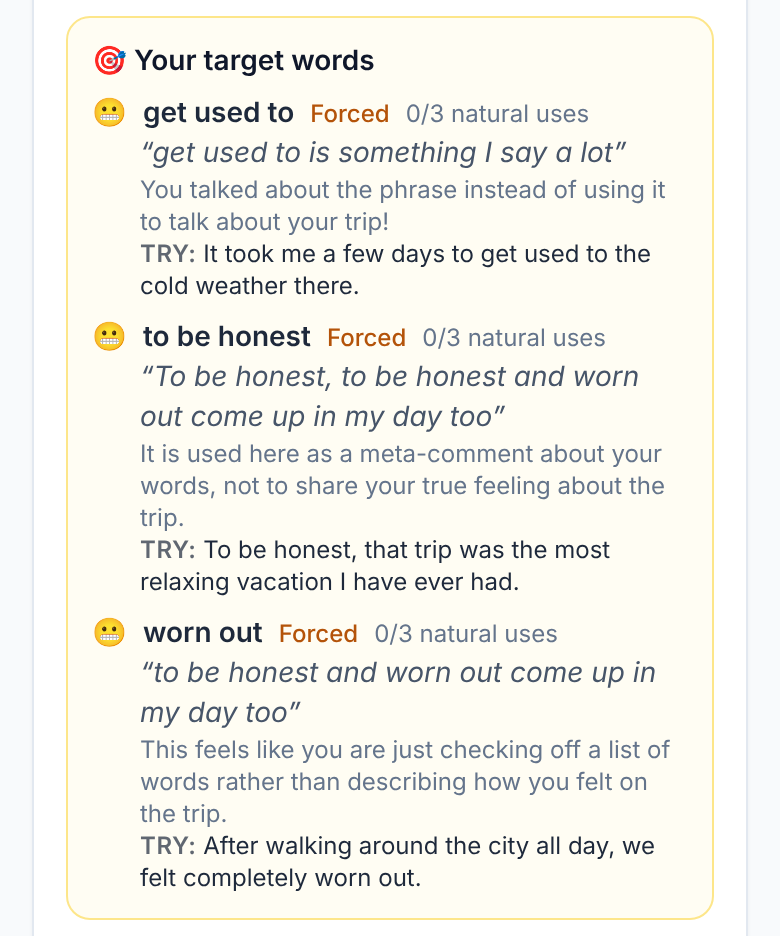 🎯 Your target words
😬 get used to Forced 0/3 natural uses
“get used to is something I say a lot”
You talked about the phrase instead of using it
to talk about your trip!
TRY: It took me a few days to get used to the
cold weather there.
😬 to be honest Forced 0/3 natural uses
“To be honest, to be honest and worn
out come up in my day too”
It is used here as a meta-comment about your
words, not to share your true feeling about the
trip.
TRY: To be honest, that trip was the most
relaxing vacation I have ever had.
😬 worn out Forced 0/3 natural uses
“to be honest and worn out come up in
my day too”
This feels like you are just checking off a list of
words rather than describing how you felt on
the trip.
TRY: After walking around the city all day, we
felt completely worn out.